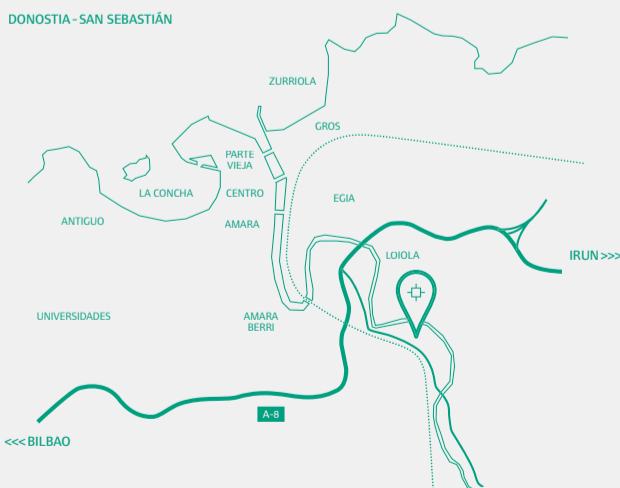 DONOSTIA - SAN SEBASTIÁN
ZURRIOLA
GROS
PARTE
VIEJA
LA CONCHA
CENTRO
EGIA
ANTIGUO
AMARA
LOIOLA
IRUN >>>
UNIVERSIDADES
AMARA
BERRI
A-8
<<< BILBAO